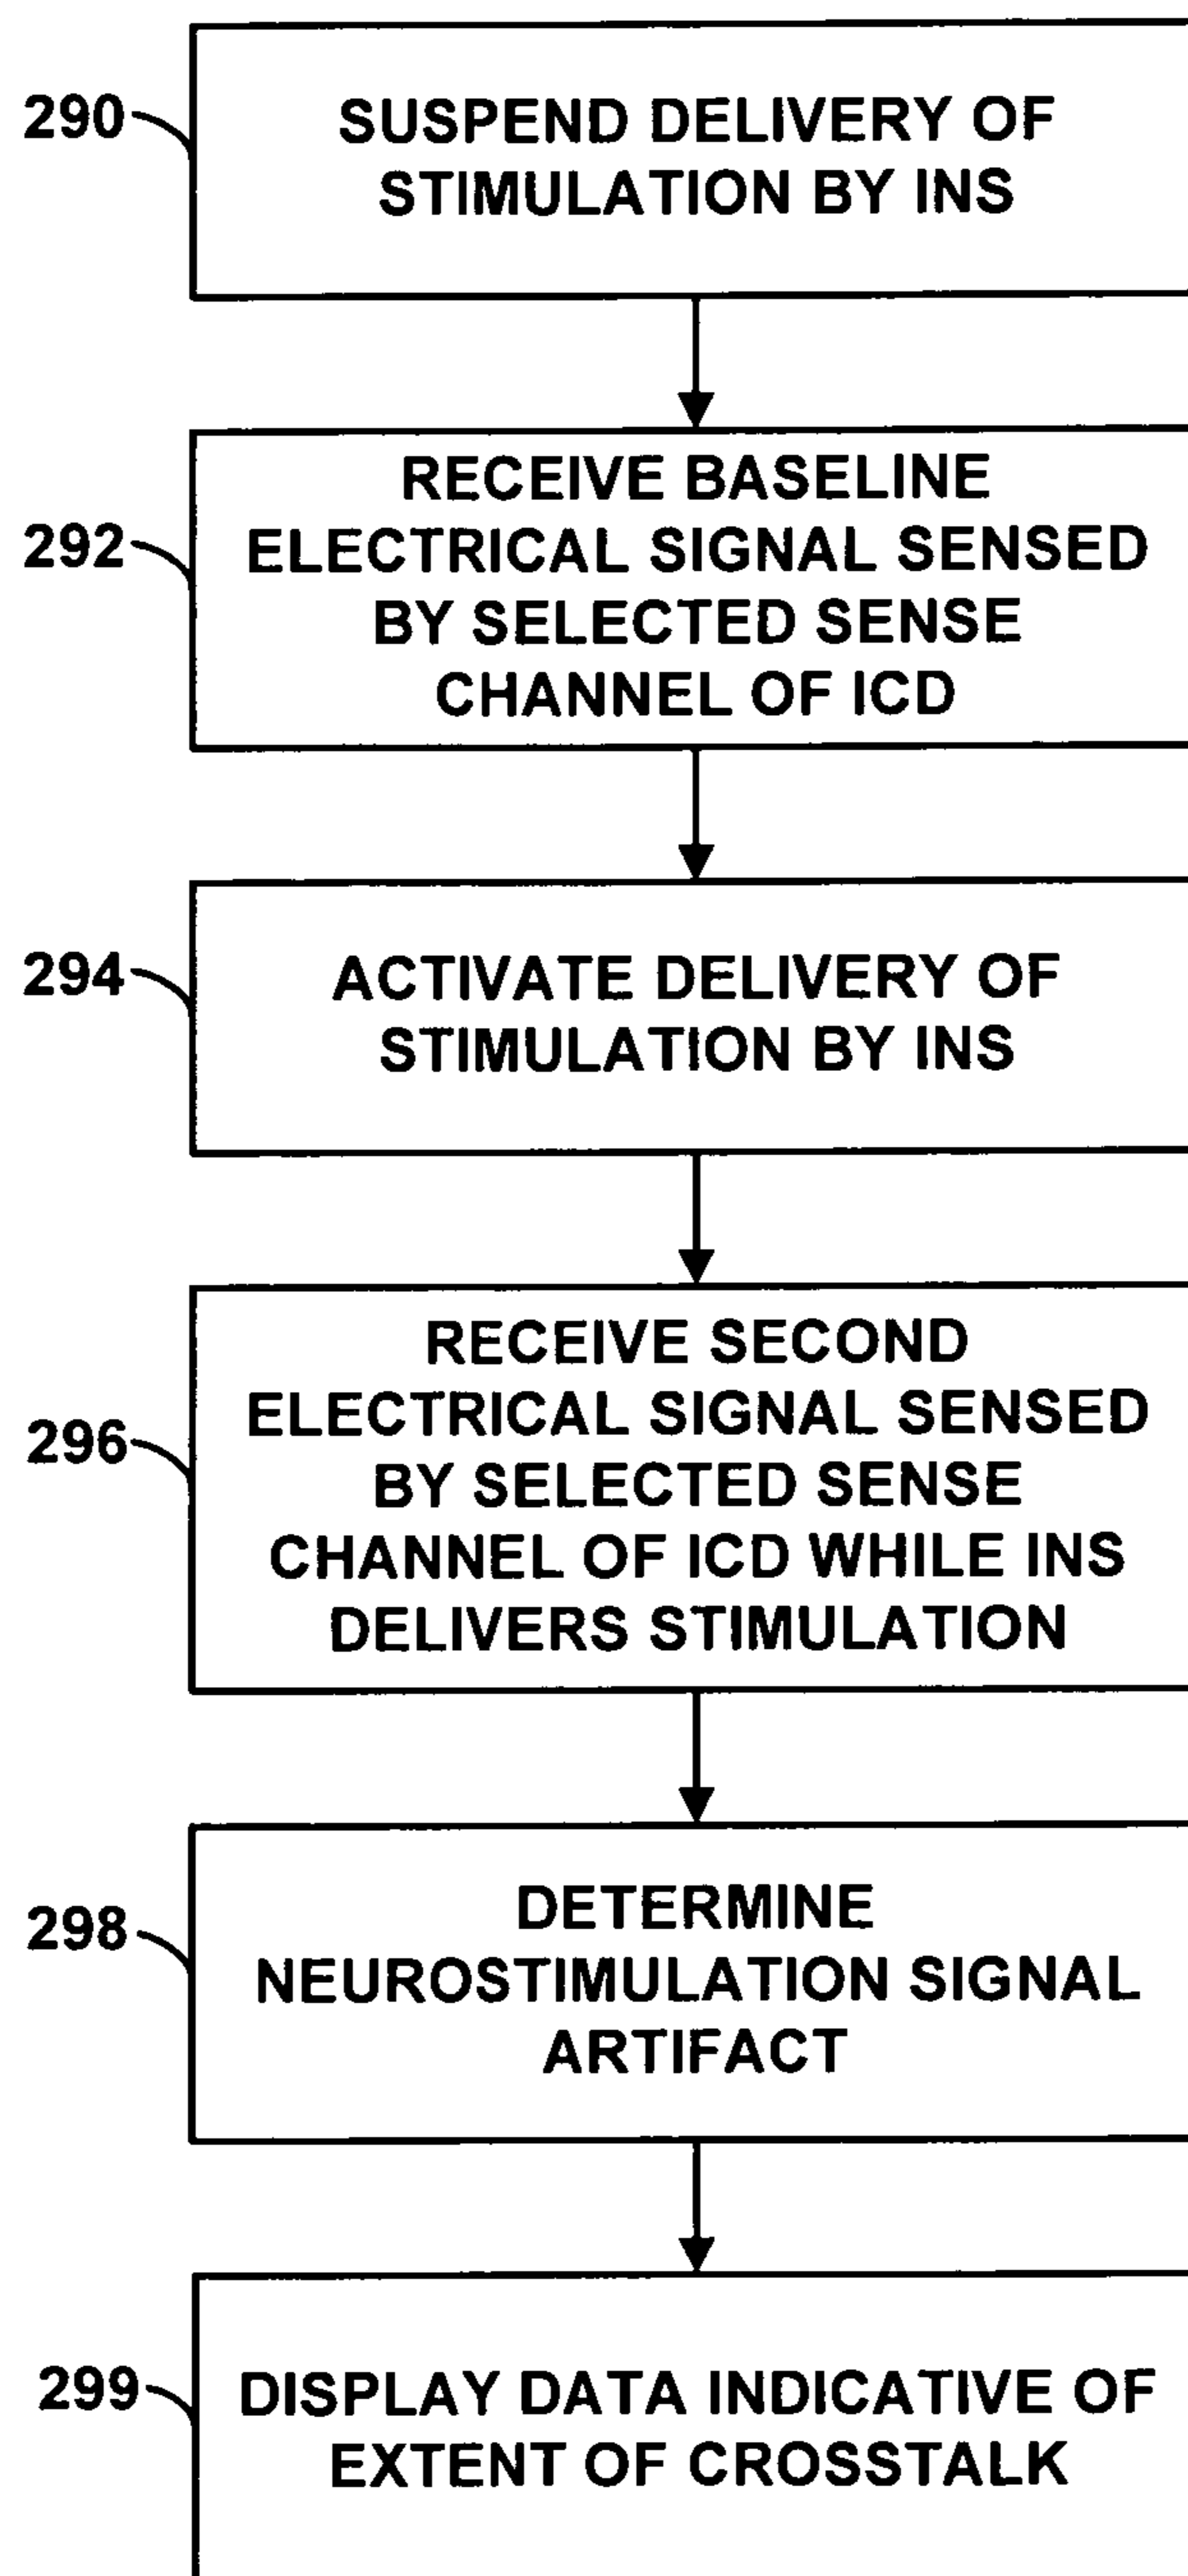 290
SUSPEND DELIVERY OF
STIMULATION BY INS
292
RECEIVE BASELINE
ELECTRICAL SIGNAL SENSED
BY SELECTED SENSE
CHANNEL OF ICD
294
ACTIVATE DELIVERY OF
STIMULATION BY INS
296
RECEIVE SECOND
ELECTRICAL SIGNAL SENSED
BY SELECTED SENSE
CHANNEL OF ICD WHILE INS
DELIVERS STIMULATION
298
DETERMINE
NEUROSTIMULATION SIGNAL
ARTIFACT
299
DISPLAY DATA INDICATIVE OF
EXTENT OF CROSSTALK